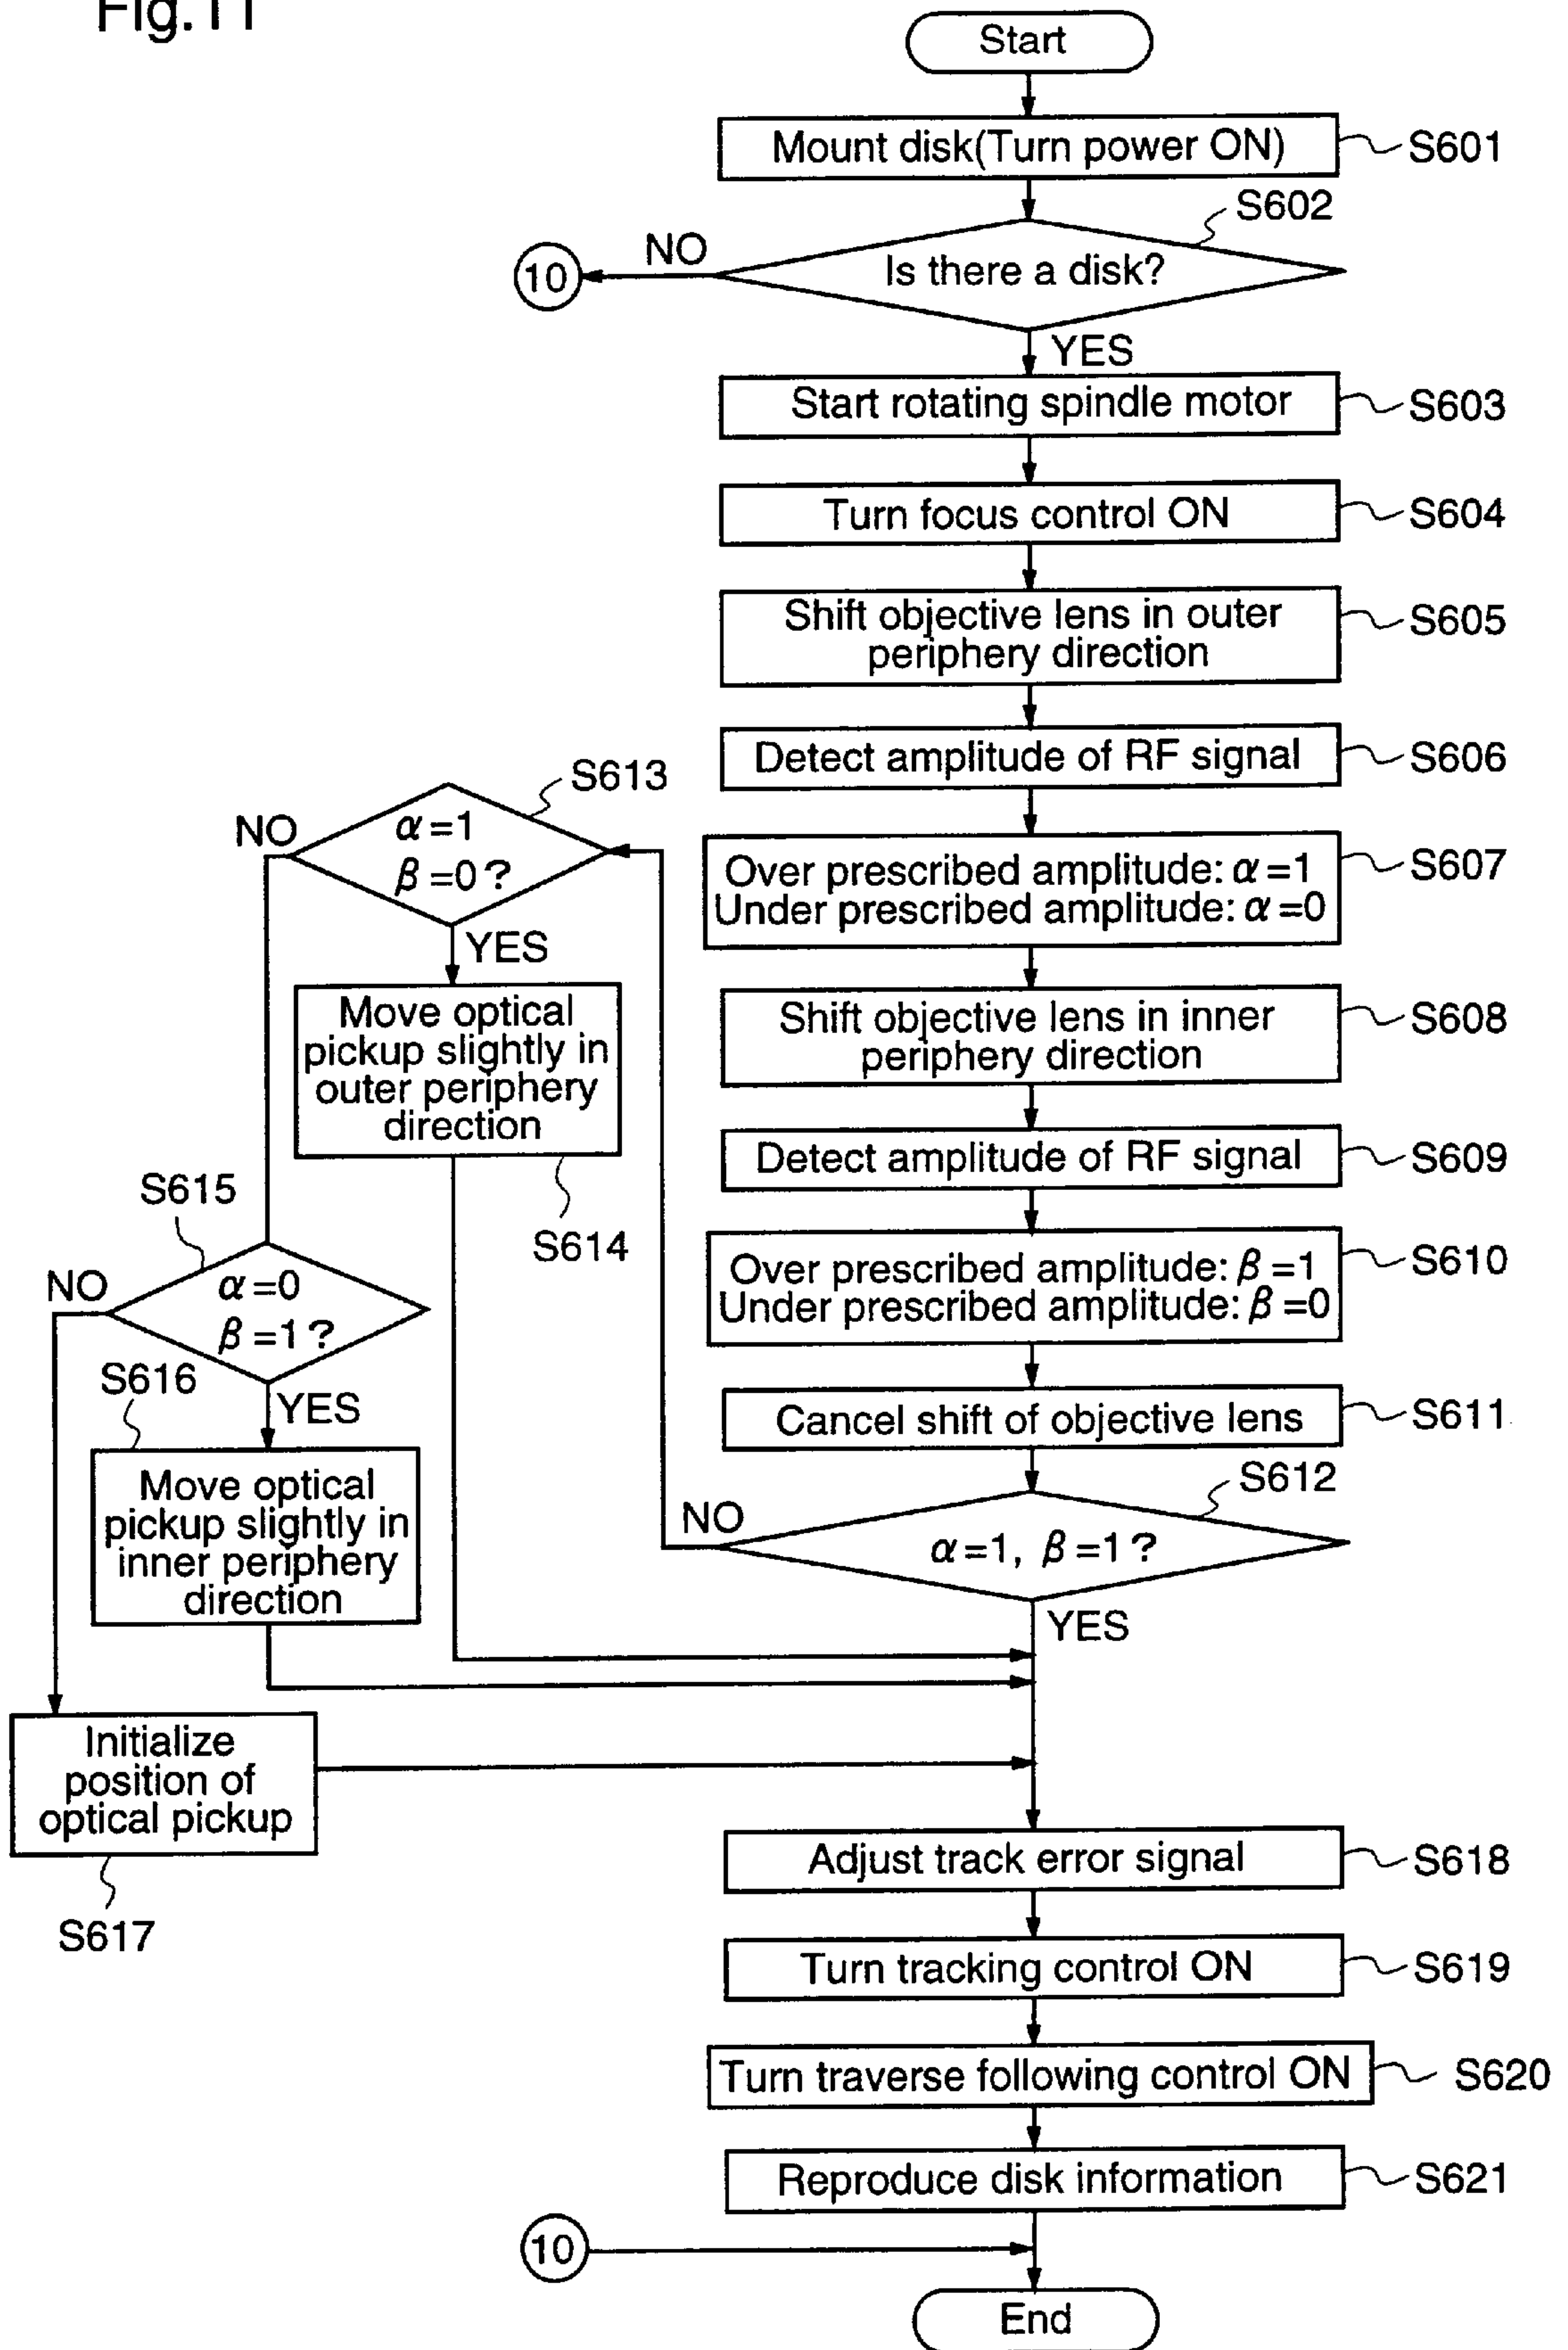 Fig.11
Start
Mount disk(Turn power ON)
S601
S602
NO
10
Is there a disk?
YES
Start rotating spindle motor
S603
Turn focus control ON
S604
Shift objective lens in outer
periphery direction
S605
Detect amplitude of RF signal
S606
Over prescribed amplitude: α=1
Under prescribed amplitude: α=0
S607
Shift objective lens in inner
periphery direction
S608
Detect amplitude of RF signal
S609
Over prescribed amplitude: β=1
Under prescribed amplitude: β=0
S610
Cancel shift of objective lens
S611
S612
NO
α=1, β=1?
YES
S613
NO
α=1
β=0?
YES
Move optical
pickup slightly in
outer periphery
direction
S614
S615
NO
α=0
β=1?
YES
S616
Move optical
pickup slightly in
inner periphery
direction
Initialize
position of
optical pickup
S617
Adjust track error signal
S618
Turn tracking control ON
S619
Turn traverse following control ON
S620
Reproduce disk information
S621
10
End